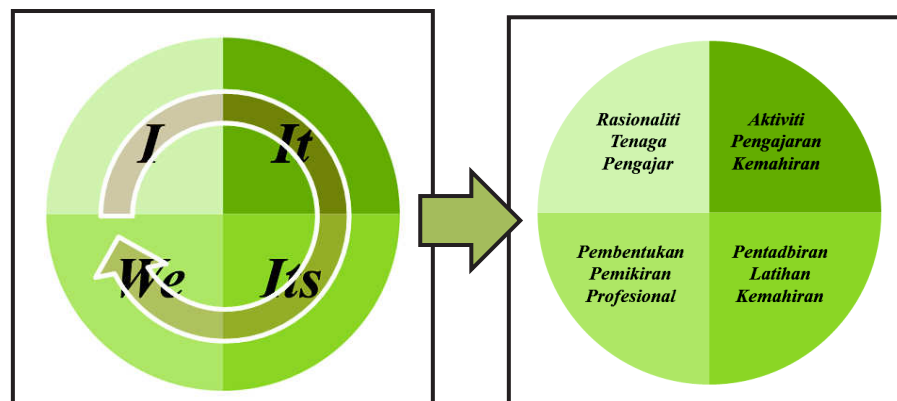 I
It
We
Its
Rasionaliti
Tenaga
Pengajar
Aktiviti
Pengajaran
Kemahiran
Pembentukan
Pemikiran
Profesional
Pentadbiran
Latihan
Kemahiran